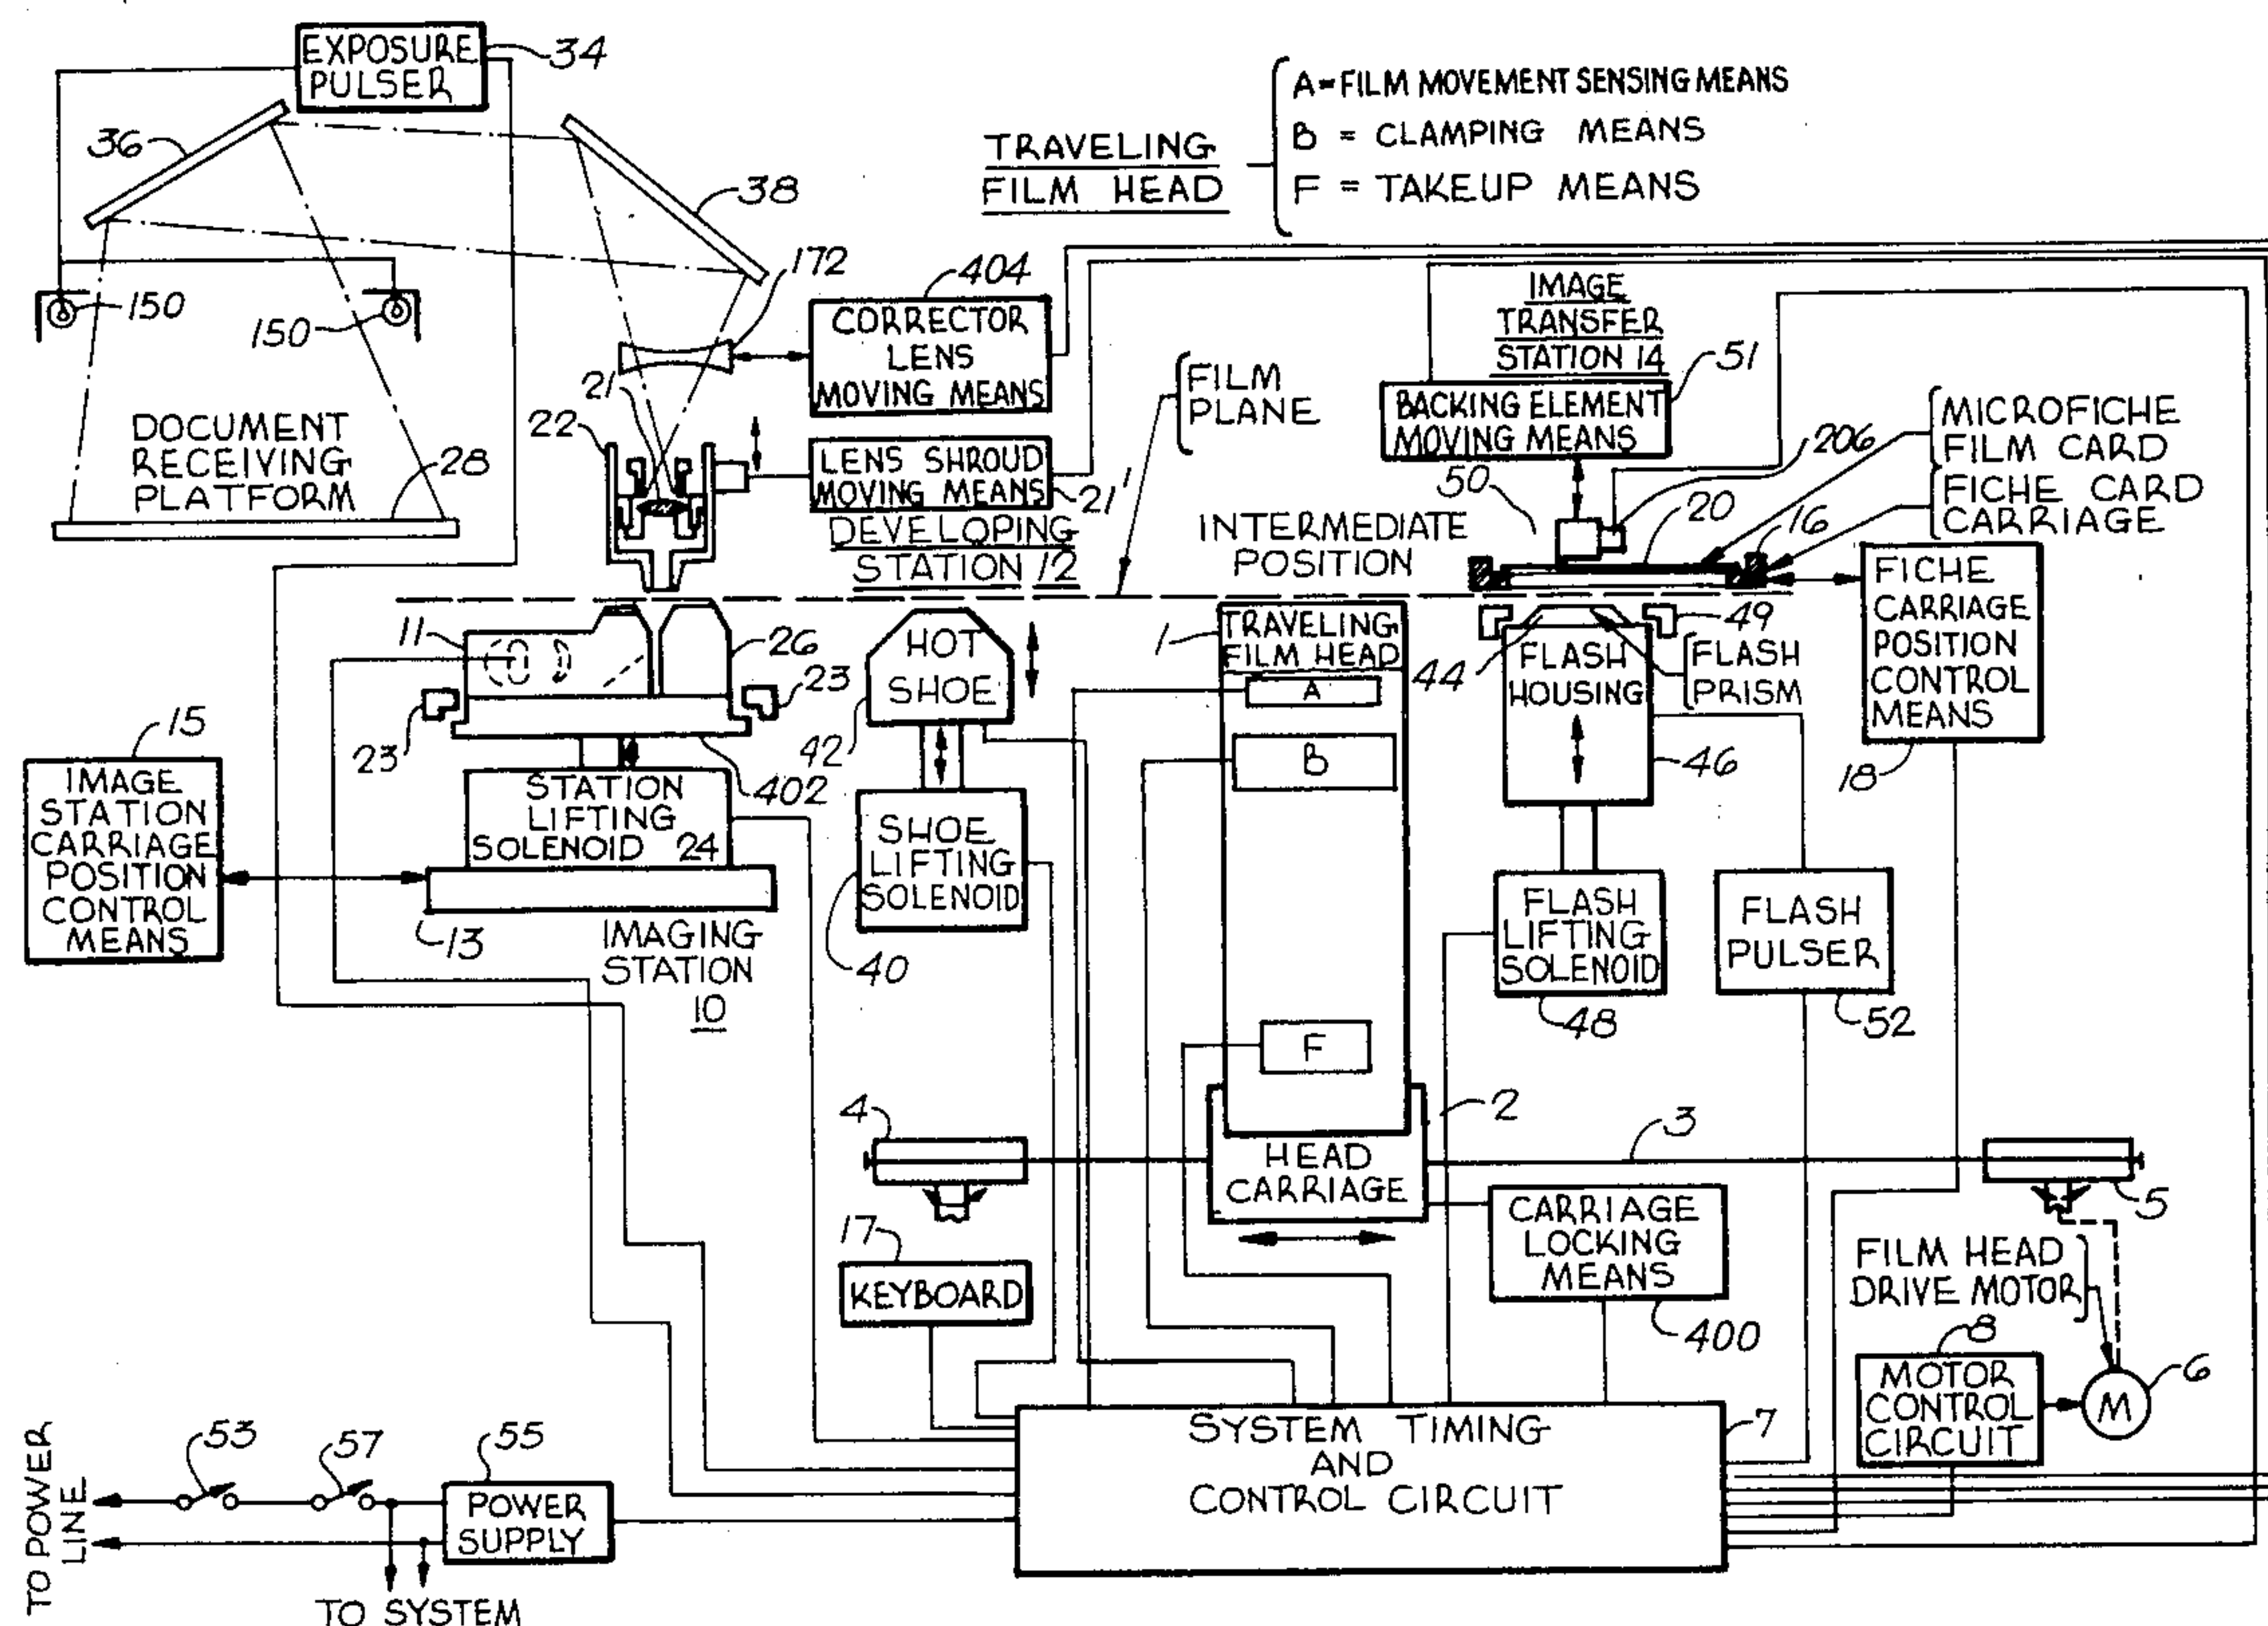 EXPOSURE
PULSER
34
36
38
TRAVELING
FILM HEAD
A = FILM MOVEMENT SENSING MEANS
B = CLAMPING MEANS
F = TAKEUP MEANS
150
150
172
404
CORRECTOR
LENS
MOVING MEANS
21
22
LENS SHROUD
MOVING MEANS
21'
DOCUMENT
RECEIVING
PLATFORM
28
DEVELOPING
STATION 12
FILM
PLANE
IMAGE
TRANSFER
STATION 14
51
BACKING ELEMENT
MOVING MEANS
206
MICROFICHE
FILM CARD
FICHE CARD
CARRIAGE
50
20
16
INTERMEDIATE
POSITION
FICHE
CARRIAGE
POSITION
CONTROL
MEANS
18
11
26
23
23
402
HOT
SHOE
42
1
TRAVELING
FILM HEAD
A
B
F
44
FLASH
HOUSING
49
FLASH
PRISM
46
15
IMAGE
STATION
CARRIAGE
POSITION
CONTROL
MEANS
STATION
LIFTING
SOLENOID 24
13
IMAGING
STATION
10
SHOE
LIFTING
SOLENOID
40
FLASH
LIFTING
SOLENOID
48
FLASH
PULSER
52
4
2
3
5
HEAD
CARRIAGE
CARRIAGE
LOCKING
MEANS
400
17
KEYBOARD
FILM HEAD
DRIVE MOTOR
8
MOTOR
CONTROL
CIRCUIT
M
6
SYSTEM TIMING
AND
CONTROL CIRCUIT
7
TO POWER
LINE
53
57
55
POWER
SUPPLY
TO SYSTEM